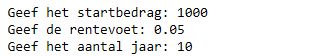 Geef het startbedrag: 1000
Geef de rentevoet: 0.05
Geef het aantal jaar: 10